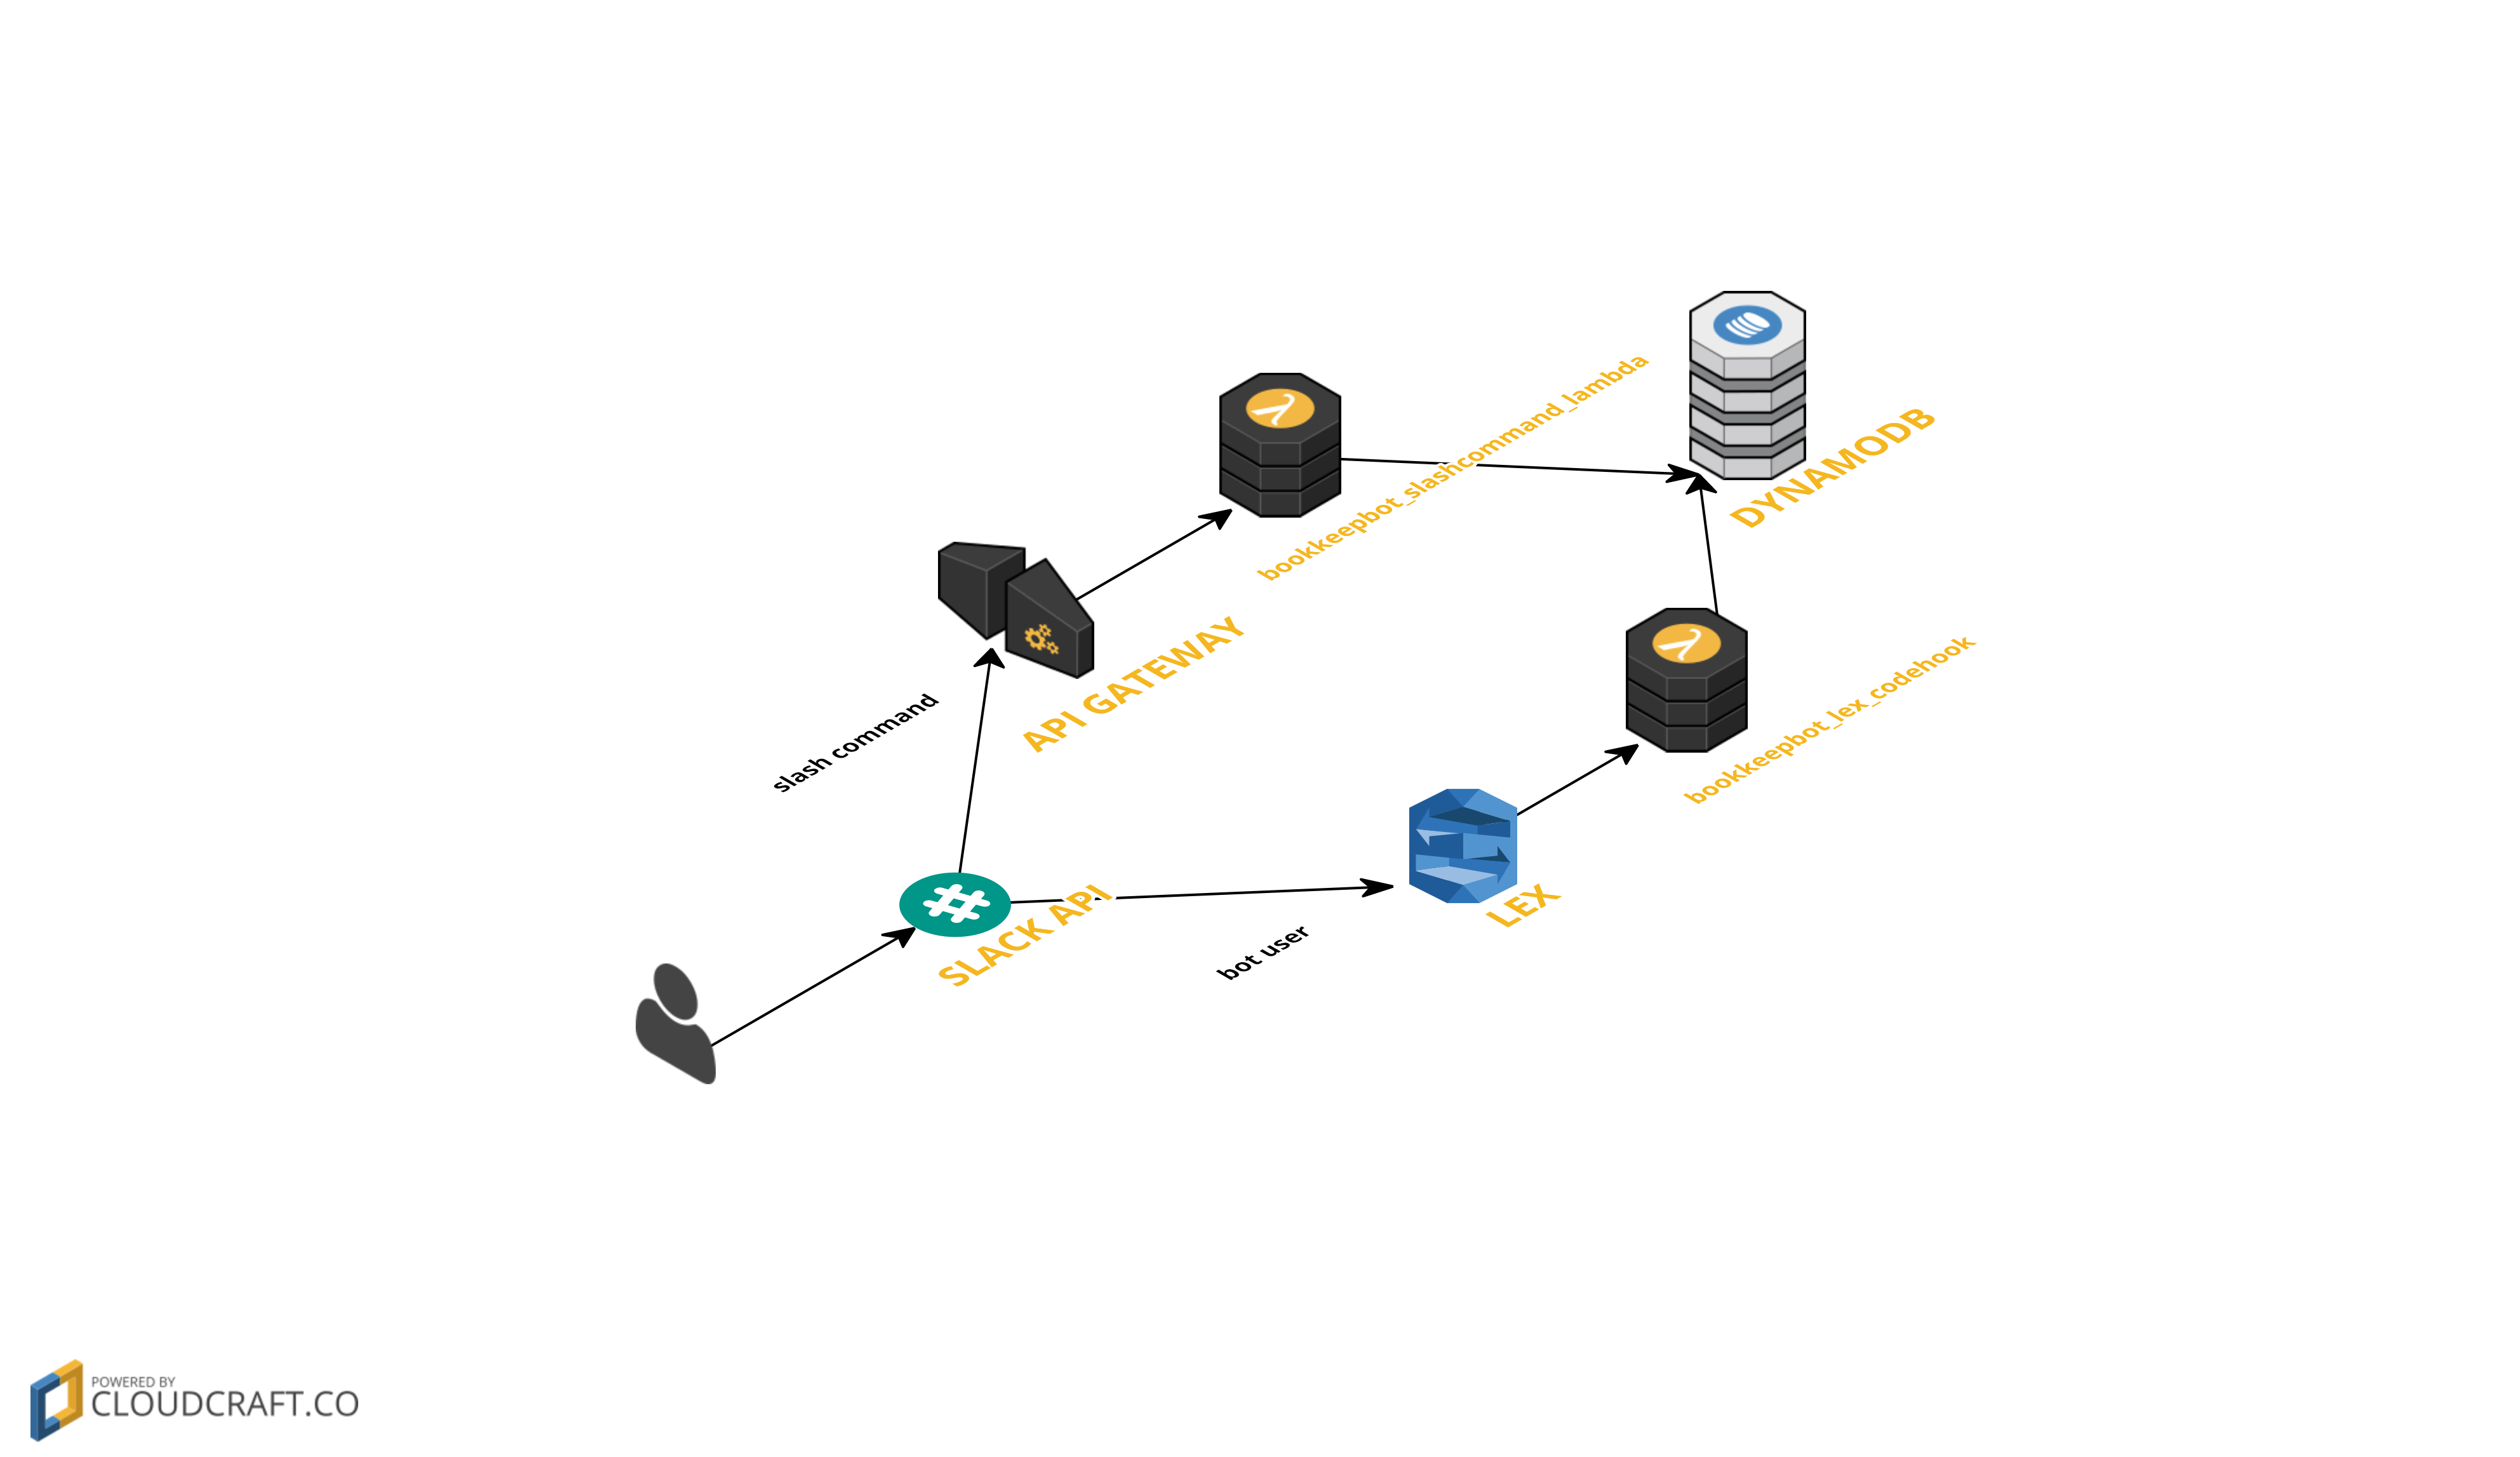 bookkeepbot_slashcommand_lambda
DYNAMODB
slash command
API GATEWAY
bookkeepbot_lex_codehook
SLACK API
LEX
bot user
POWERED BY
CLOUDCRAFT.CO